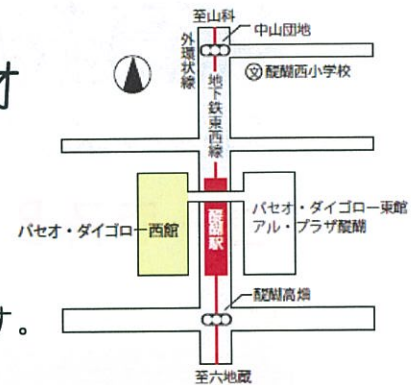 至山科
中山団地
外環状線
地下鉄東西線
文 醍醐西小学校
オ
パセオ・ダイゴロー西館
醍醐駅
パセオ・ダイゴロー東館
アル・プラザ醍醐
醍醐高畑
す。
至六地蔵